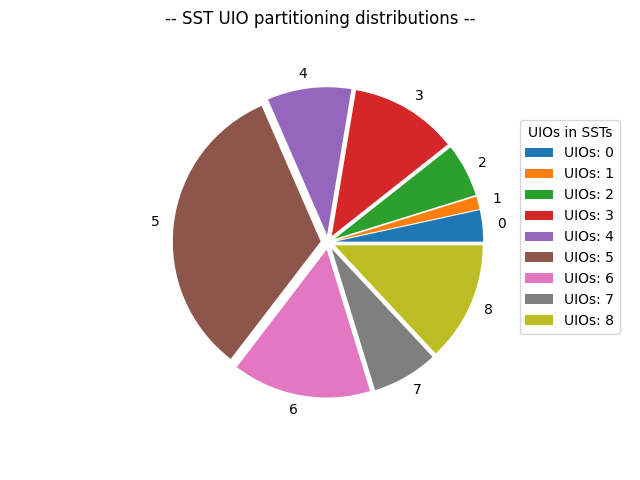 -- SST UIO partitioning distributions --
4
3
2
1
0
5
8
7
6
UIOs in SSTs
UIOs: 0
UIOs: 1
UIOs: 2
UIOs: 3
UIOs: 4
UIOs: 5
UIOs: 6
UIOs: 7
UIOs: 8